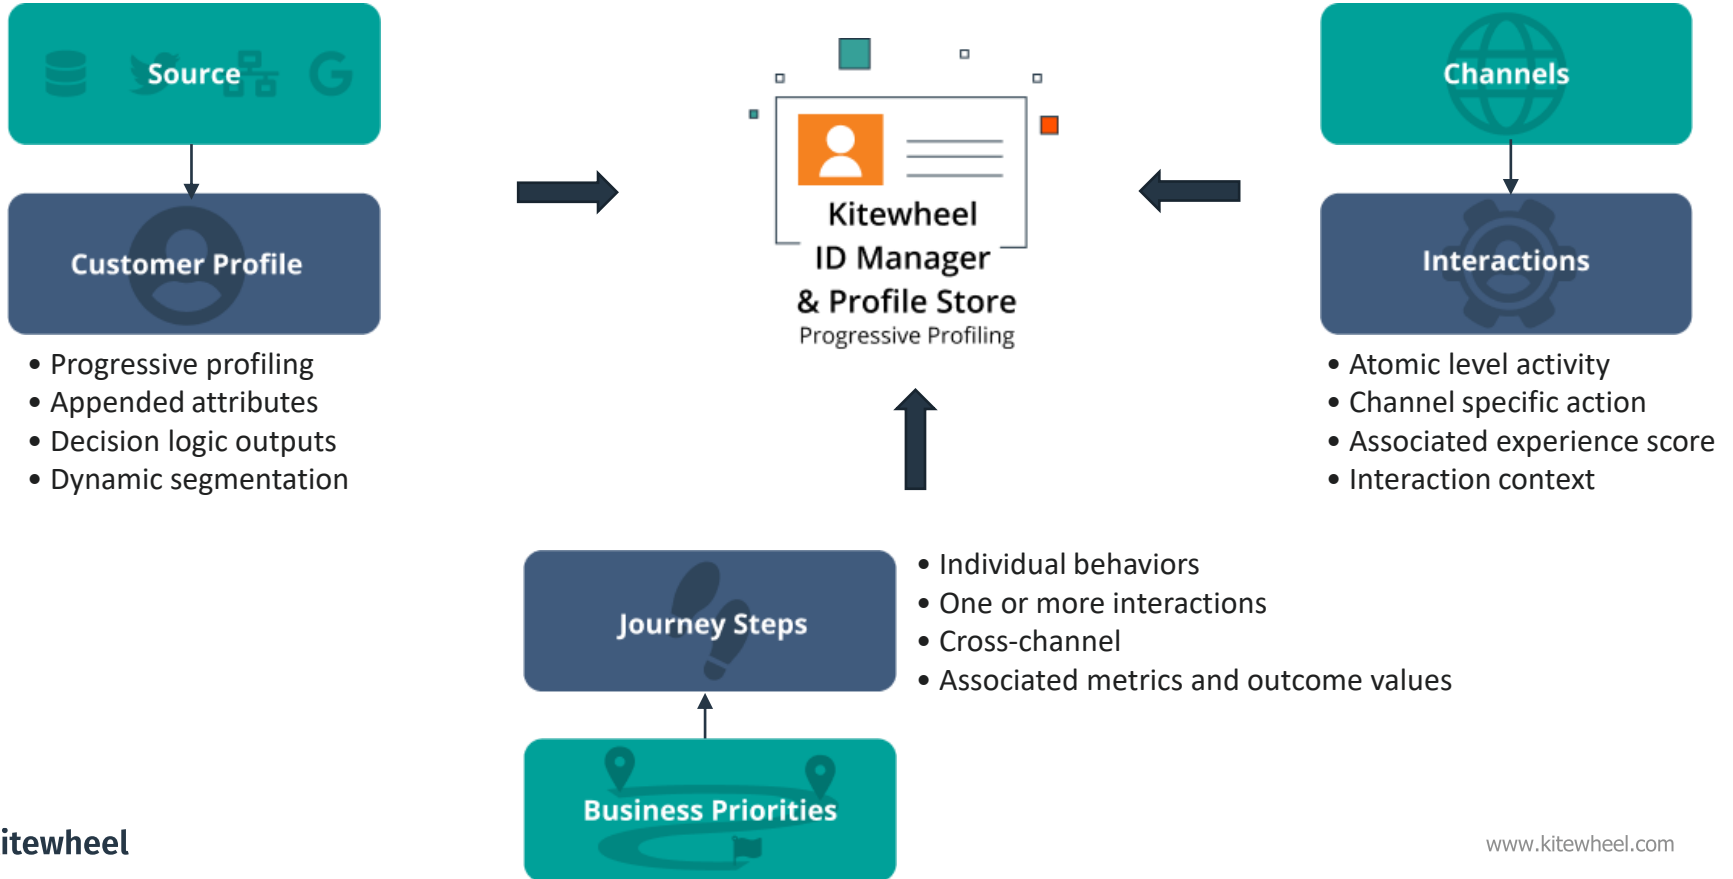 Source
Customer Profile
• Progressive profiling
• Appended attributes
• Decision logic outputs
• Dynamic segmentation
Kitewheel
ID Manager
& Profile Store
Progressive Profiling
Channels
Interactions
• Atomic level activity
• Channel specific action
• Associated experience score
• Interaction context
Journey Steps
• Individual behaviors
• One or more interactions
• Cross-channel
• Associated metrics and outcome values
Business Priorities
itewheel
www.kitewheel.com